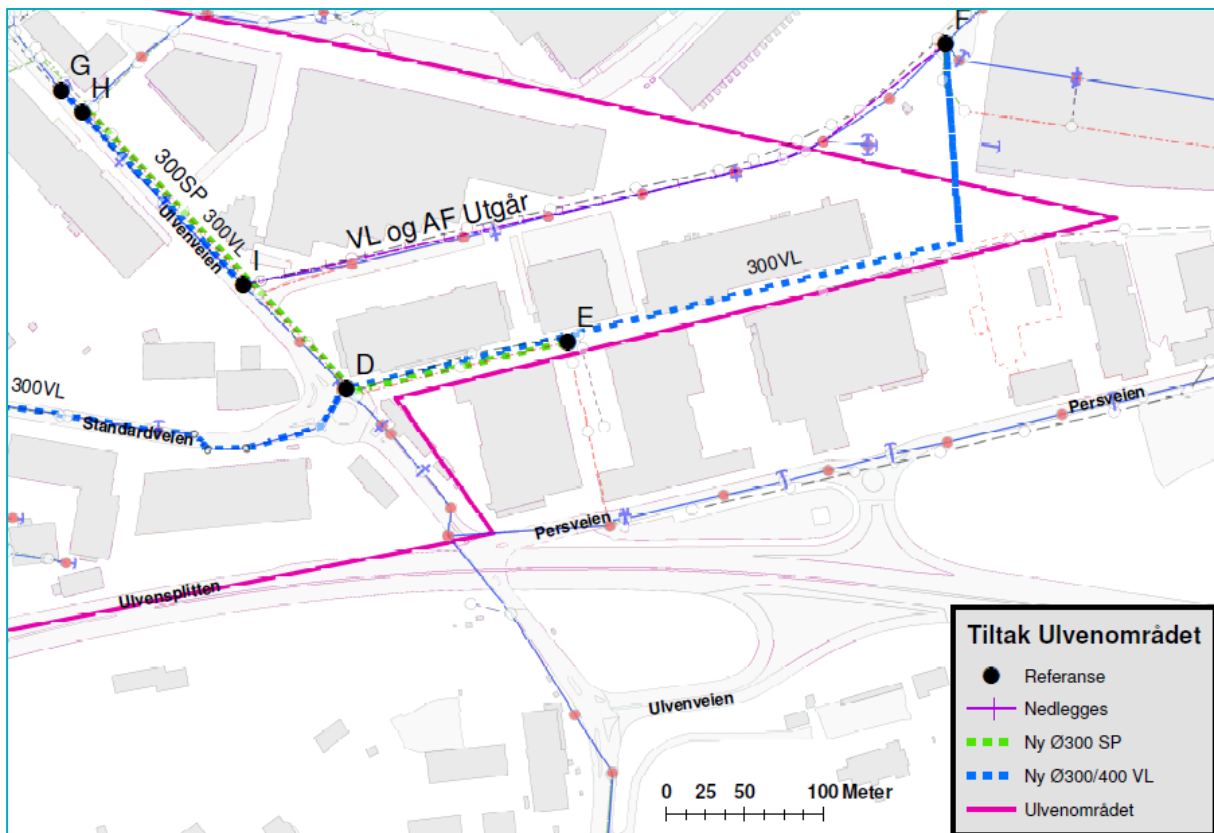 F
G
H
300SP
300VL
Ulvenveien
VL og AF Utgår
I
300VL
E
D
300VL
Standardveien
Persveien
Persveien
Ulvensplitten
Ulvenveien
0 25 50 100 Meter
Tiltak Ulvenområdet
Referanse
Nedlegges
Ny Ø300 SP
Ny Ø300/400 VL
Ulvenområdet